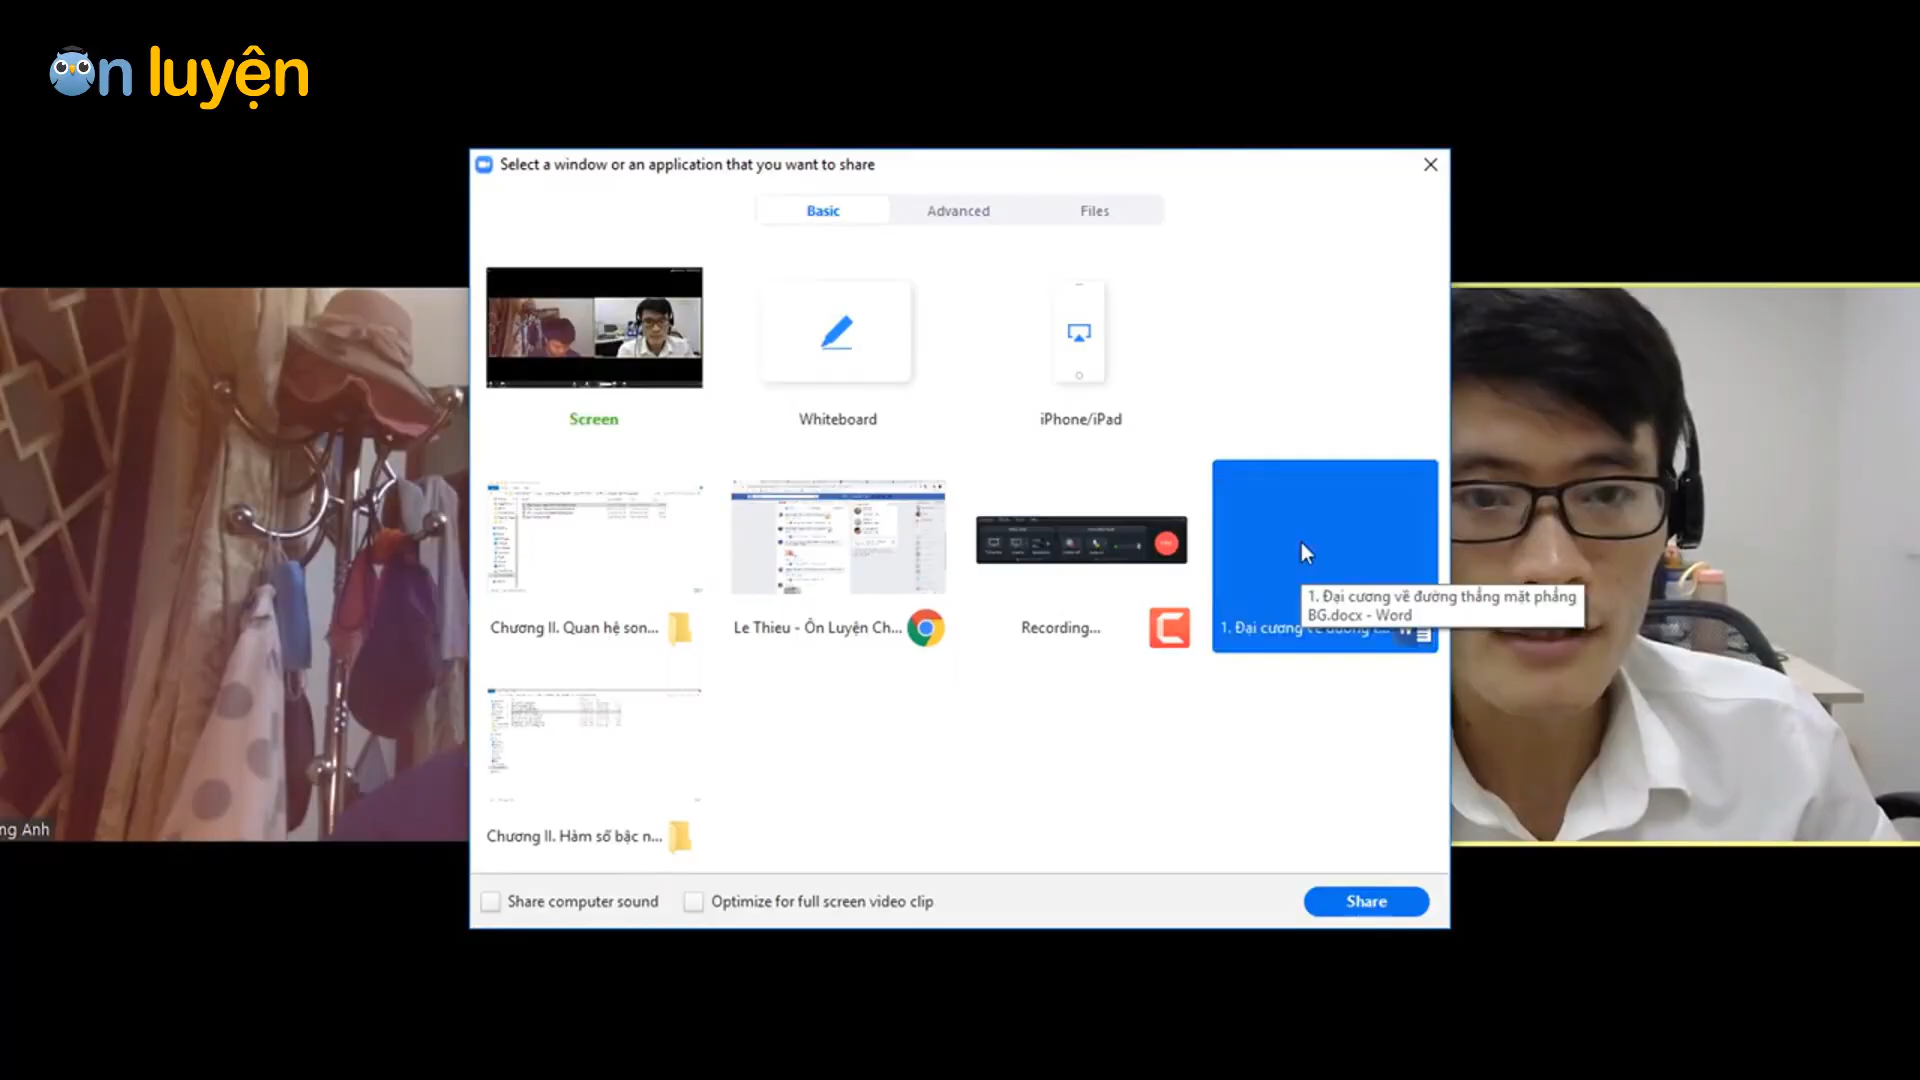 Ôn luyện
Select a window or an application that you want to share
Basic
Advanced
Files
Screen
Whiteboard
iPhone/iPad
Chương II. Quan hệ son...
Le Thieu - Ôn Luyện Ch...
Recording...
1. Đại cương về đường t...
1. Đại cương về đường thẳng mặt phẳng
BG.docx - Word
Chương II. Hàm số bậc n...
ng Anh
Share computer sound
Optimize for full screen video clip
Share